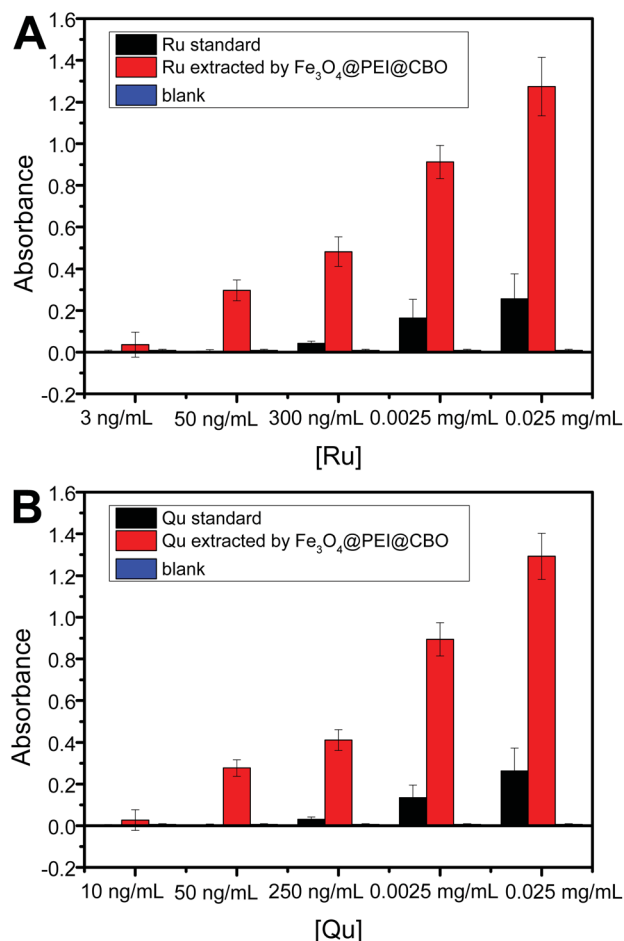 A
Ru standard
Ru extracted by Fe₃O₄@PEI@CBO
blank
1.6
1.4
1.2
1.0
0.8
0.6
0.4
0.2
0.0
-0.2
Absorbance
3 ng/mL 50 ng/mL 300 ng/mL 0.0025 mg/mL 0.025 mg/mL
[Ru]
B
Qu standard
Qu extracted by Fe₃O₄@PEI@CBO
blank
1.6
1.4
1.2
1.0
0.8
0.6
0.4
0.2
0.0
-0.2
Absorbance
10 ng/mL 50 ng/mL 250 ng/mL 0.0025 mg/mL 0.025 mg/mL
[Qu]